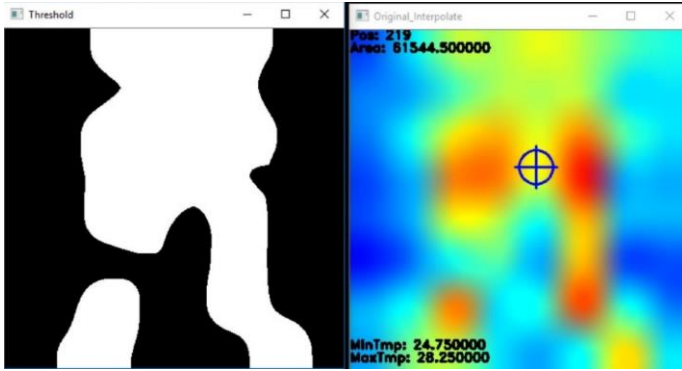 Threshold
Original_Interpolate
Pos: 219
Area: 61544.500000
MinTmp: 24.750000
MaxTmp: 28.250000